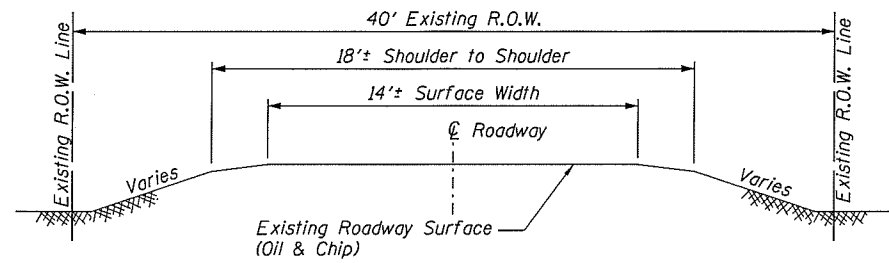 40' Existing R.O.W.
18'± Shoulder to Shoulder
14'± Surface Width
℄ Roadway
Existing R.O.W. Line
Existing R.O.W. Line
Varies
Varies
Existing Roadway Surface
(Oil & Chip)